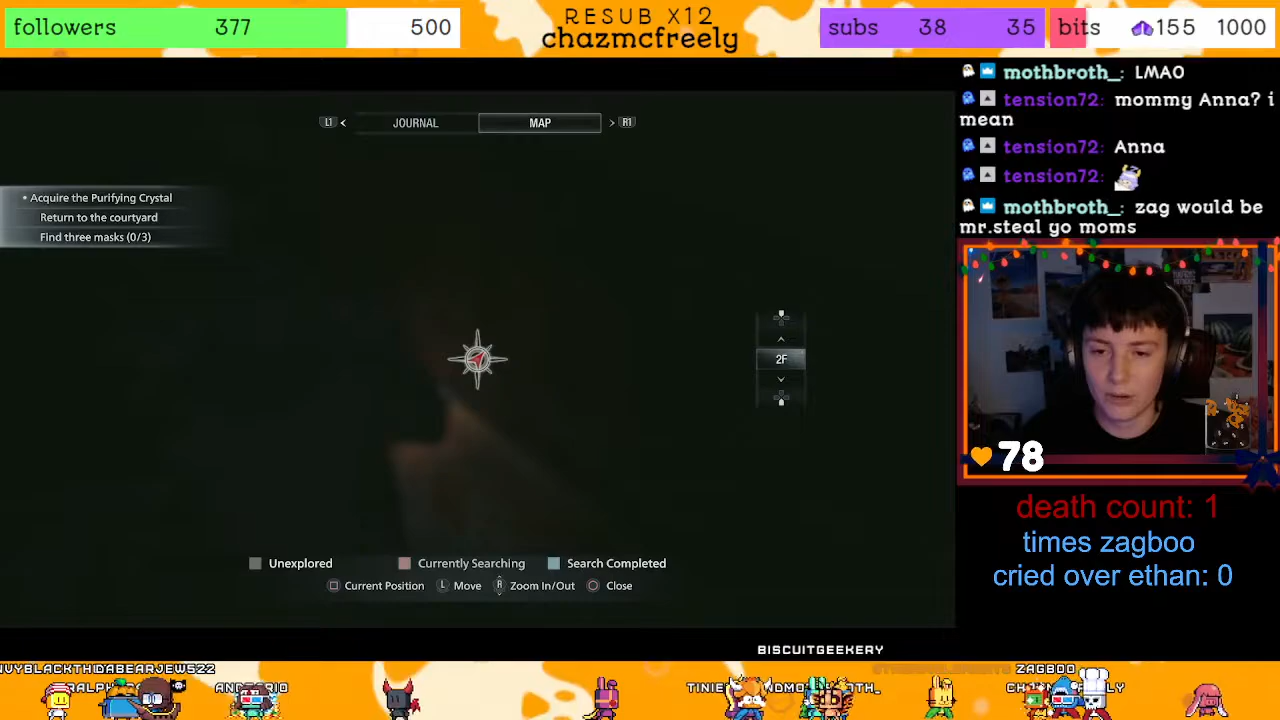 followers 377 500
RESUB X12
chazmcfreely
subs 38 35
bits 155 1000
L1 < JOURNAL MAP > R1
• Acquire the Purifying Crystal
Return to the courtyard
Find three masks (0/3)
2F
Unexplored Currently Searching Search Completed
Current Position L Move R Zoom In/Out Close
mothbroth_: LMAO
tension72: mommy Anna? i
mean
tension72: Anna
tension72:
mothbroth_: zag would be
mr.steal yo moms
78
death count: 1
times zagboo
cried over ethan: 0
BISCUITGEEKERY
ZAGBOO